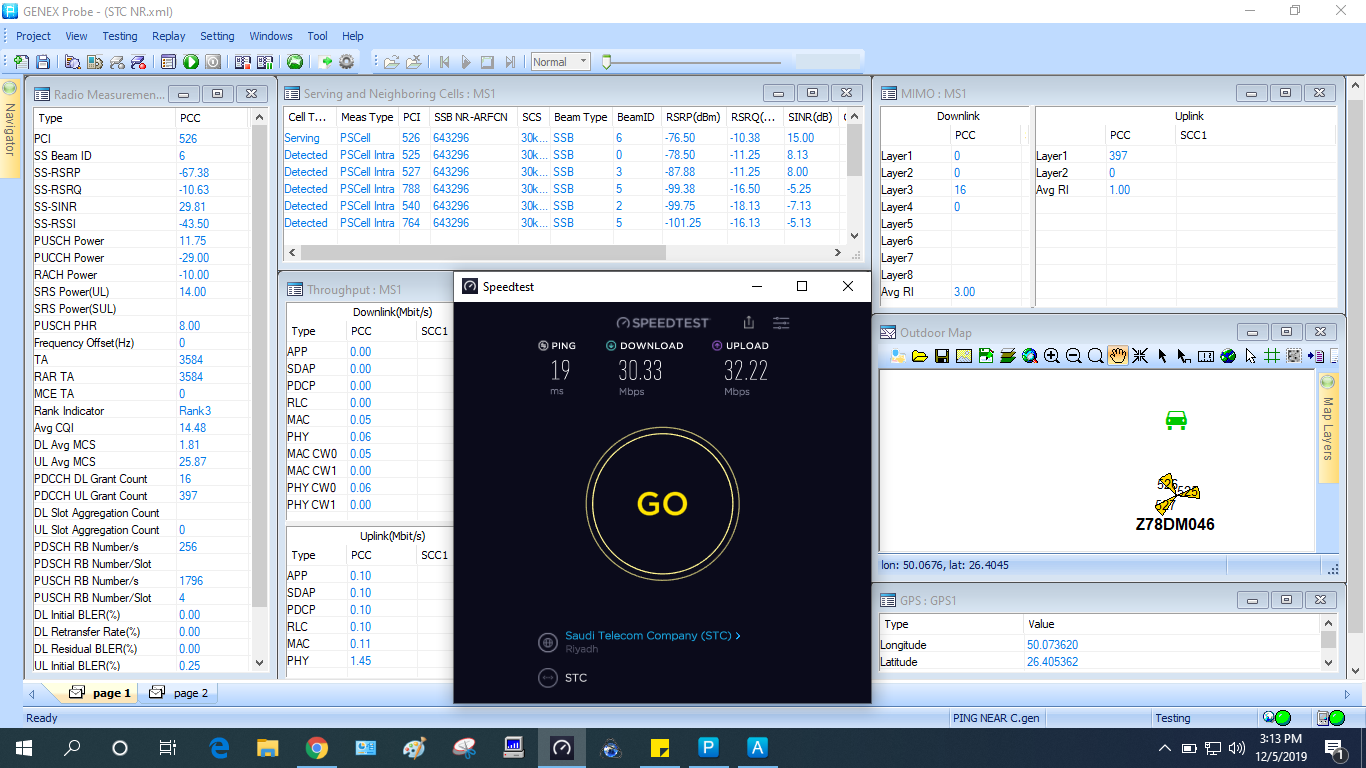 GENEX Probe - (STC NR.xml)
Project View Testing Replay Setting Windows Tool Help
Normal
Navigator
Radio Measuremen...
Type PCC
PCI 526
SS Beam ID 6
SS-RSRP -67.38
SS-RSRQ -10.63
SS-SINR 29.81
SS-RSSI -43.50
PUSCH Power 11.75
PUCCH Power -29.00
RACH Power -10.00
SRS Power(UL) 14.00
SRS Power(SUL)
PUSCH PHR 8.00
Frequency Offset(Hz) 0
TA 3584
RAR TA 3584
MCE TA 0
Rank Indicator Rank3
Avg CQI 14.48
DL Avg MCS 1.81
UL Avg MCS 25.87
PDCCH DL Grant Count 16
PDCCH UL Grant Count 397
DL Slot Aggregation Count
UL Slot Aggregation Count 0
PDSCH RB Number/s 256
PDSCH RB Number/Slot
PUSCH RB Number/s 1796
PUSCH RB Number/Slot 4
DL Initial BLER(%) 0.00
DL Retransfer Rate(%) 0.00
DL Residual BLER(%) 0.00
UL Initial BLER(%) 0.25
Serving and Neighboring Cells : MS1
Cell T... Meas Type PCI SSB NR-ARFCN SCS Beam Type BeamID RSRP(dBm) RSRQ(... SINR(dB)
Serving PSCell 526 643296 30k... SSB 6 -76.50 -10.38 15.00
Detected PSCell Intra 525 643296 30k... SSB 0 -78.50 -11.25 8.13
Detected PSCell Intra 527 643296 30k... SSB 3 -87.88 -11.25 8.00
Detected PSCell Intra 788 643296 30k... SSB 5 -99.38 -16.50 -5.25
Detected PSCell Intra 540 643296 30k... SSB 2 -99.75 -18.13 -7.13
Detected PSCell Intra 764 643296 30k... SSB 5 -101.25 -16.13 -5.13
Throughput : MS1
Downlink(Mbit/s)
Type PCC SCC1
APP 0.00
SDAP 0.00
PDCP 0.00
RLC 0.00
MAC 0.05
PHY 0.06
MAC CW0 0.05
MAC CW1 0.00
PHY CW0 0.06
PHY CW1 0.00
Uplink(Mbit/s)
Type PCC SCC1
APP 0.10
SDAP 0.10
PDCP 0.10
RLC 0.10
MAC 0.11
PHY 1.45
Speedtest
SPEEDTEST
PING DOWNLOAD UPLOAD
19 30.33 32.22
ms Mbps Mbps
GO
Saudi Telecom Company (STC)
Riyadh
STC
MIMO : MS1
Downlink Uplink
PCC PCC SCC1
Layer1 0 Layer1 397
Layer2 0 Layer2 0
Layer3 16 Avg RI 1.00
Layer4 0
Layer5
Layer6
Layer7
Layer8
Avg RI 3.00
Outdoor Map
Map Layers
526 525
527
Z78DM046
lon: 50.0676, lat: 26.4045
GPS : GPS1
Type Value
Longitude 50.073620
Latitude 26.405362
page 1 page 2
Ready PING NEAR C.gen Testing
3:13 PM
12/5/2019
1